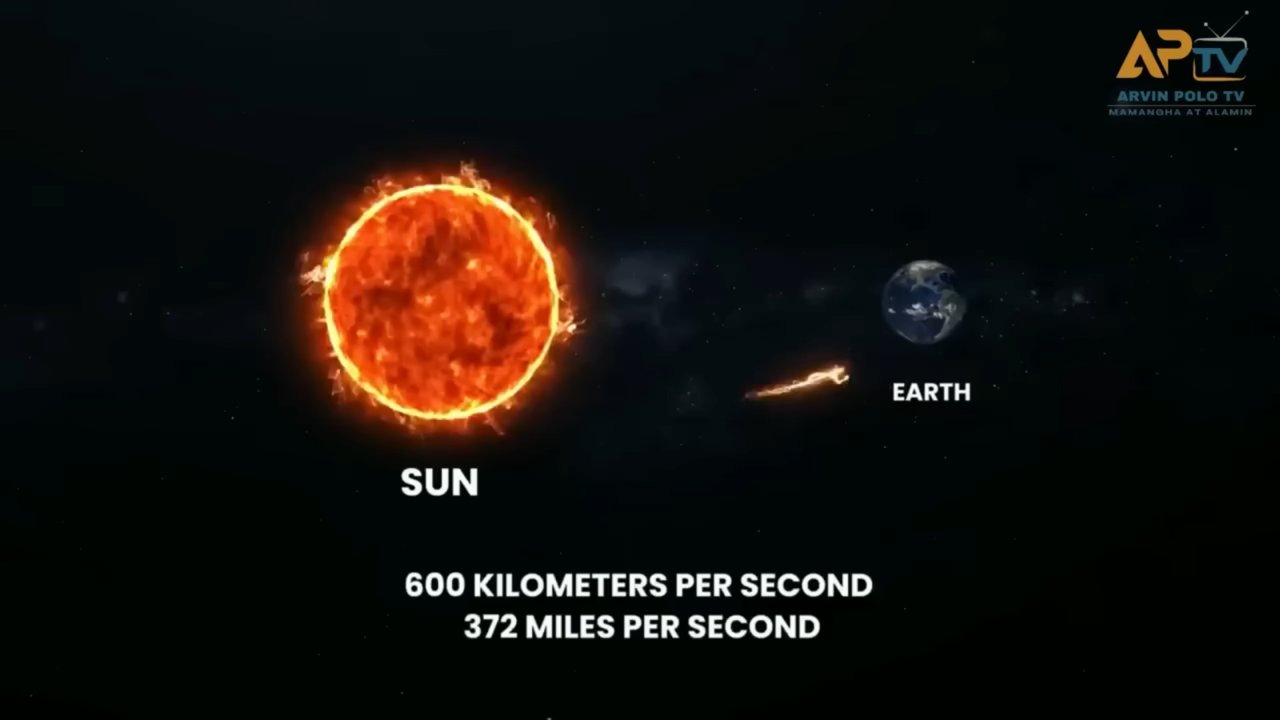 APTV
ARVIN POLO TV
MAMANGHA AT ALAMIN
EARTH
SUN
600 KILOMETERS PER SECOND
372 MILES PER SECOND